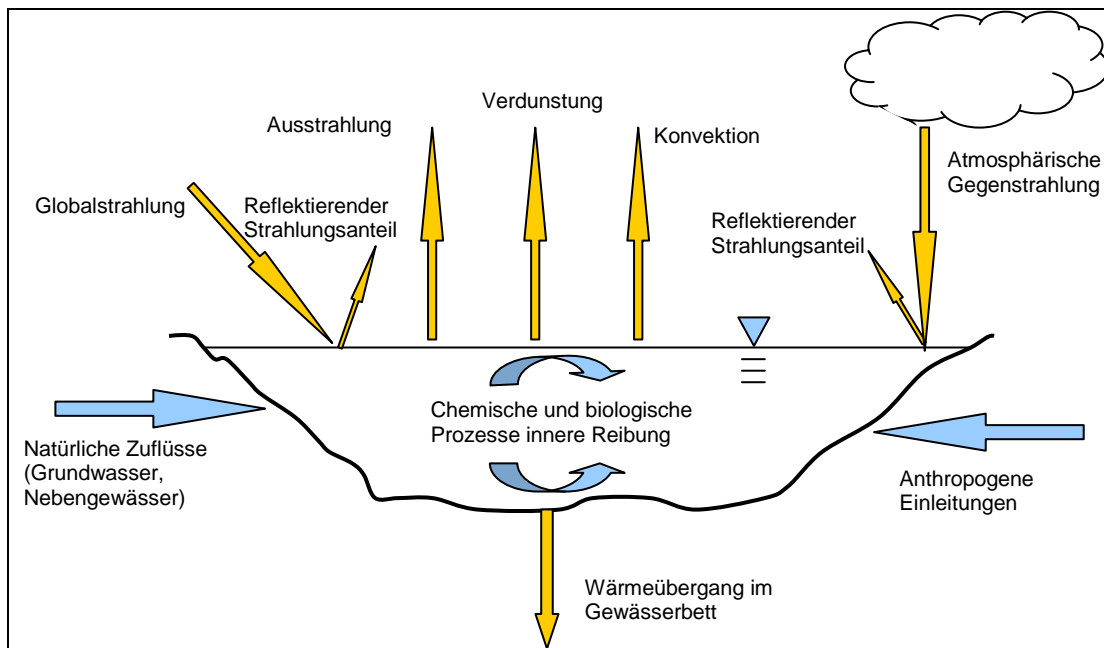 Verdunstung
Ausstrahlung
Konvektion
Atmosphärische
Gegenstrahlung
Globalstrahlung
Reflektierender
Strahlungsanteil
Reflektierender
Strahlungsanteil
Chemische und biologische
Prozesse innere Reibung
Natürliche Zuflüsse
(Grundwasser,
Nebengewässer)
Anthropogene
Einleitungen
Wärmeübergang im
Gewässerbett